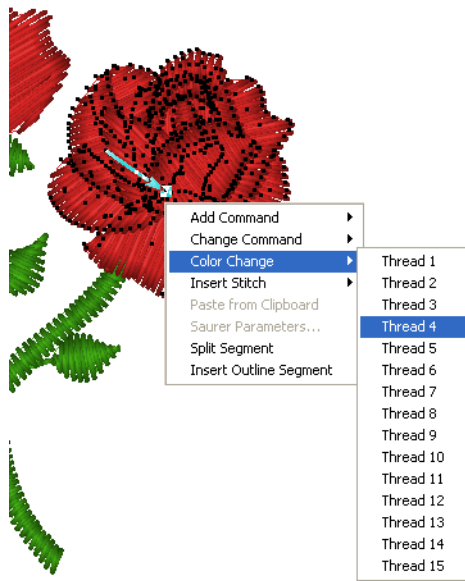 Add Command
Change Command
Color Change
Insert Stitch
Paste from Clipboard
Saurer Parameters...
Split Segment
Insert Outline Segment
Thread 1
Thread 2
Thread 3
Thread 4
Thread 5
Thread 6
Thread 7
Thread 8
Thread 9
Thread 10
Thread 11
Thread 12
Thread 13
Thread 14
Thread 15